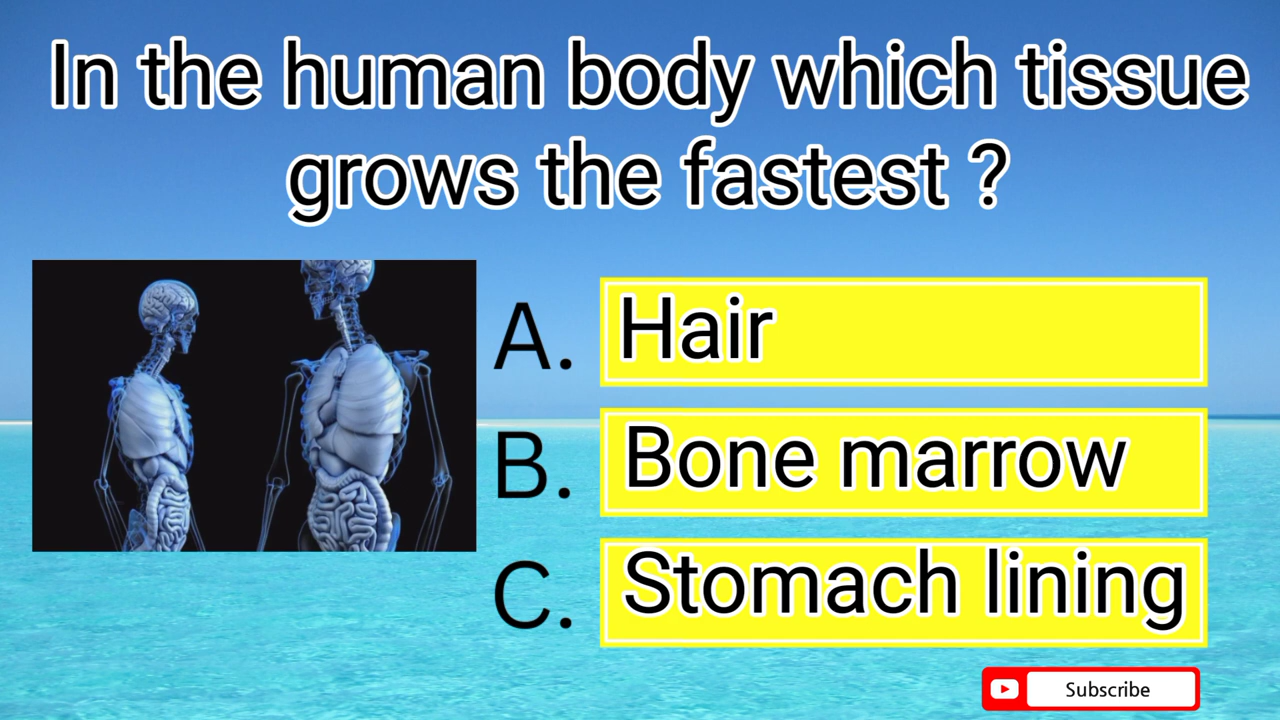 In the human body which tissue
grows the fastest ?
A. Hair
B. Bone marrow
C. Stomach lining
Subscribe